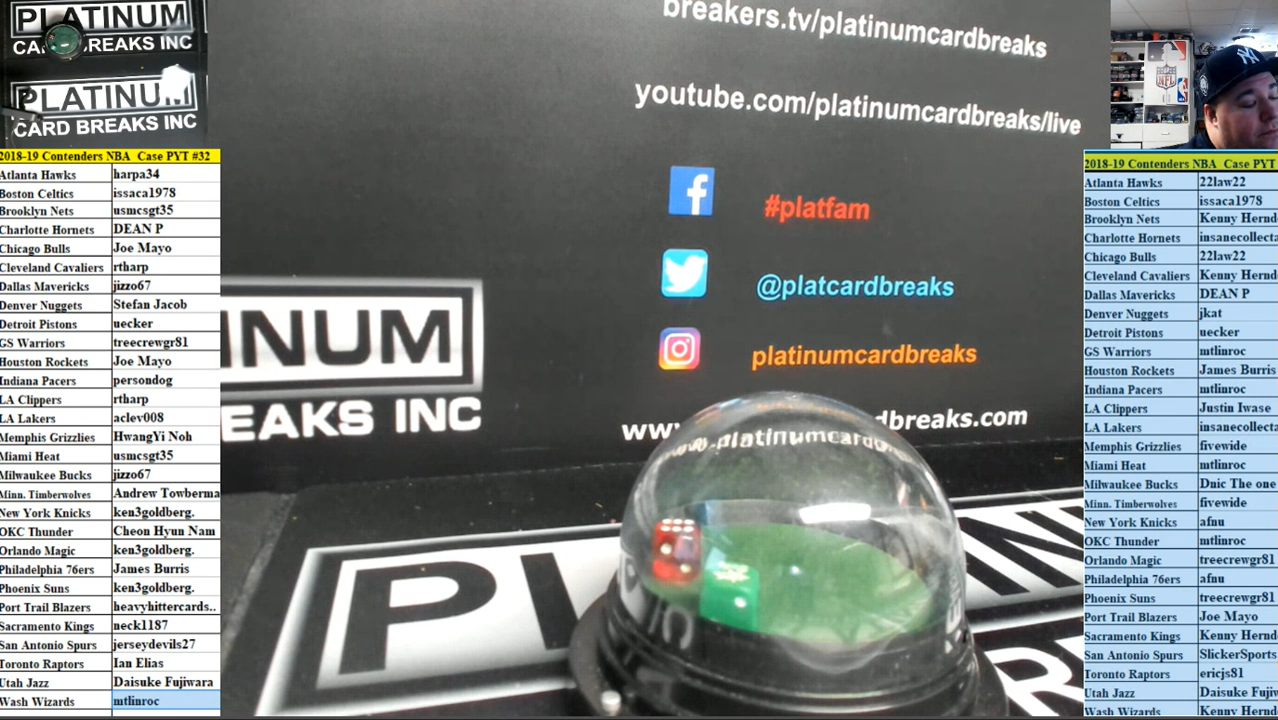 PLATINUM
CARD BREAKS INC
PLATINUM
CARD BREAKS INC
2018-19 Contenders NBA Case PYT #32
Atlanta Hawks harpa34
Boston Celtics issaca1978
Brooklyn Nets usmcsgt35
Charlotte Hornets DEAN P
Chicago Bulls Joe Mayo
Cleveland Cavaliers rtharp
Dallas Mavericks jizzo67
Denver Nuggets Stefan Jacob
Detroit Pistons uecker
GS Warriors treecrewgr81
Houston Rockets Joe Mayo
Indiana Pacers persondog
LA Clippers rtharp
LA Lakers aclev008
Memphis Grizzlies HwangYi Noh
Miami Heat usmcsgt35
Milwaukee Bucks jizzo67
Minn. Timberwolves Andrew Towberma
New York Knicks ken3goldberg.
OKC Thunder Cheon Hyun Nam
Orlando Magic ken3goldberg.
Philadelphia 76ers James Burris
Phoenix Suns ken3goldberg.
Port Trail Blazers heavyhittercards..
Sacramento Kings neck1187
San Antonio Spurs jerseydevils27
Toronto Raptors Ian Elias
Utah Jazz Daisuke Fujiwara
Wash Wizards mtlinroc
breakers.tv/platinumcardbreaks
youtube.com/platinumcardbreaks/live
#platfam
@platcardbreaks
platinumcardbreaks
INUM
EAKS INC
NFL
2018-19 Contenders NBA Case PYT
Atlanta Hawks 22law22
Boston Celtics issaca1978
Brooklyn Nets Kenny Hernd
Charlotte Hornets insanecollecta
Chicago Bulls 22law22
Cleveland Cavaliers Kenny Hernd
Dallas Mavericks DEAN P
Denver Nuggets jkat
Detroit Pistons uecker
GS Warriors mtlinroc
Houston Rockets James Burris
Indiana Pacers mtlinroc
LA Clippers Justin Iwase
LA Lakers insanecollecta
Memphis Grizzlies fivewide
Miami Heat mtlinroc
Milwaukee Bucks Dnic The one
Minn. Timberwolves fivewide
New York Knicks afnu
OKC Thunder mtlinroc
Orlando Magic treecrewgr81
Philadelphia 76ers afnu
Phoenix Suns treecrewgr81
Port Trail Blazers Joe Mayo
Sacramento Kings Kenny Hernd
San Antonio Spurs SlickerSports
Toronto Raptors ericjs81
Utah Jazz Daisuke Fujiw
Wash Wizards Kenny Hernd